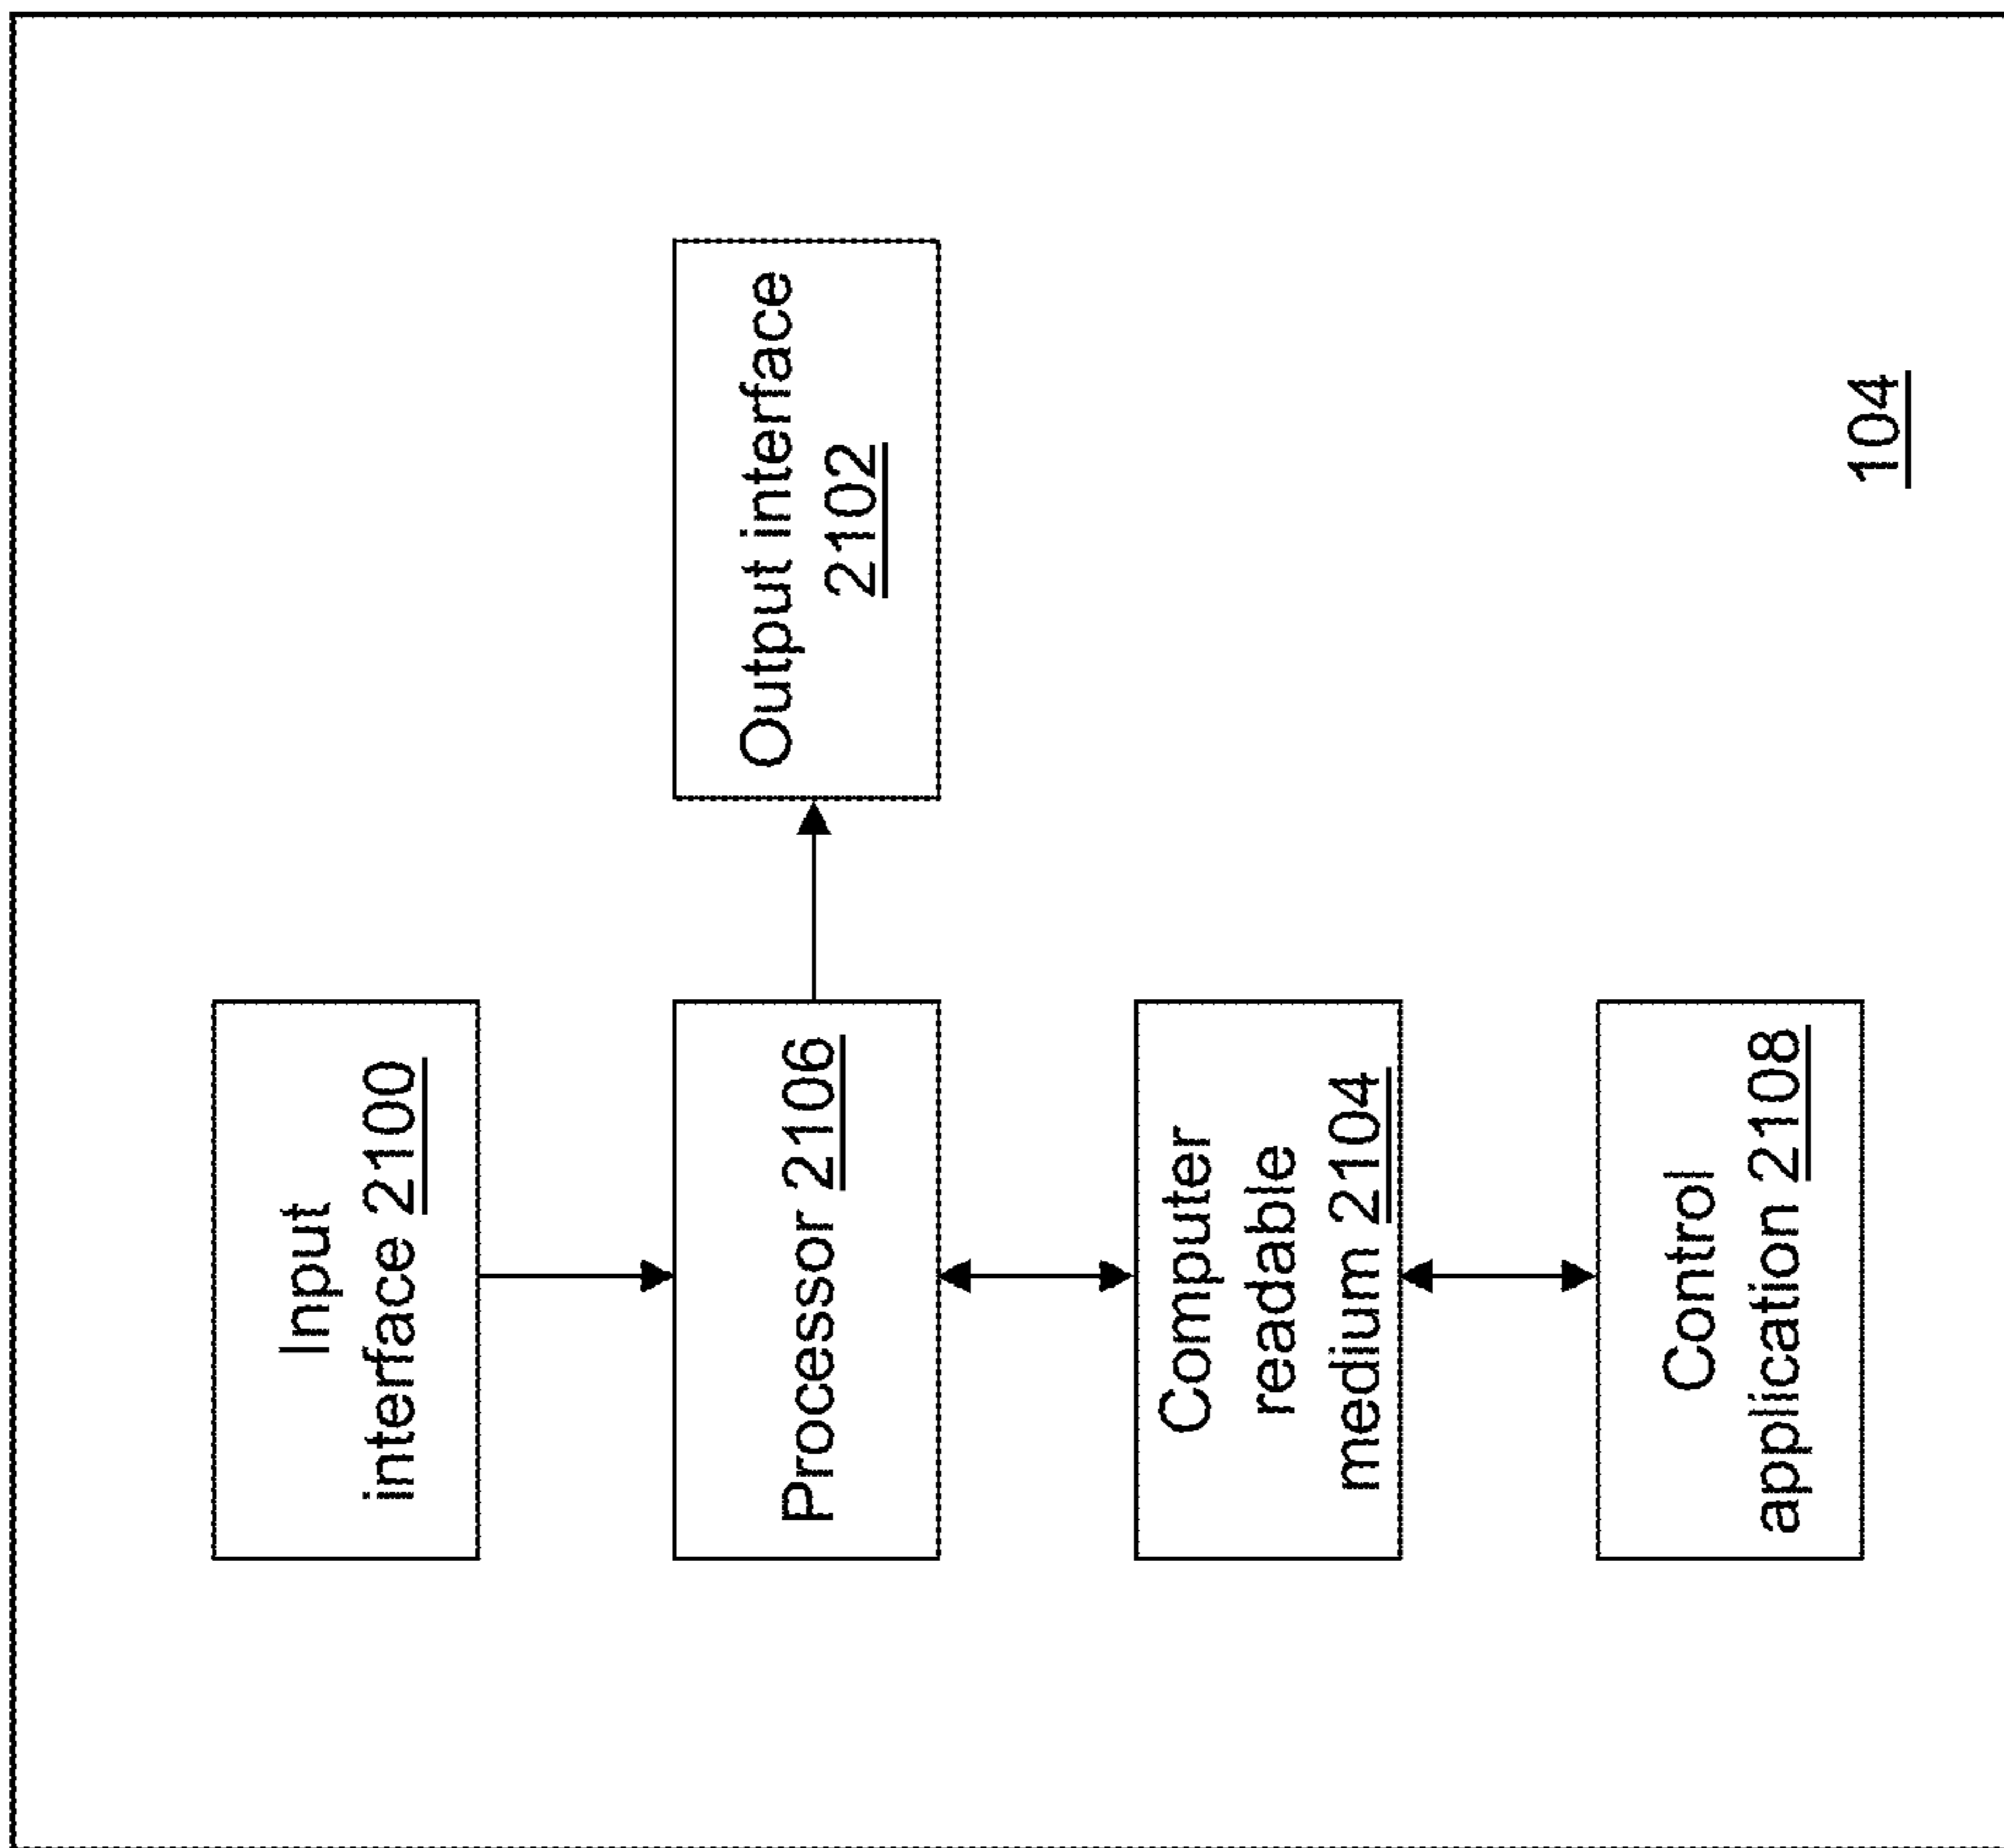 Input
interface 2100
Processor 2106
Output interface
2102
Computer
readable
medium 2104
Control
application 2108
104